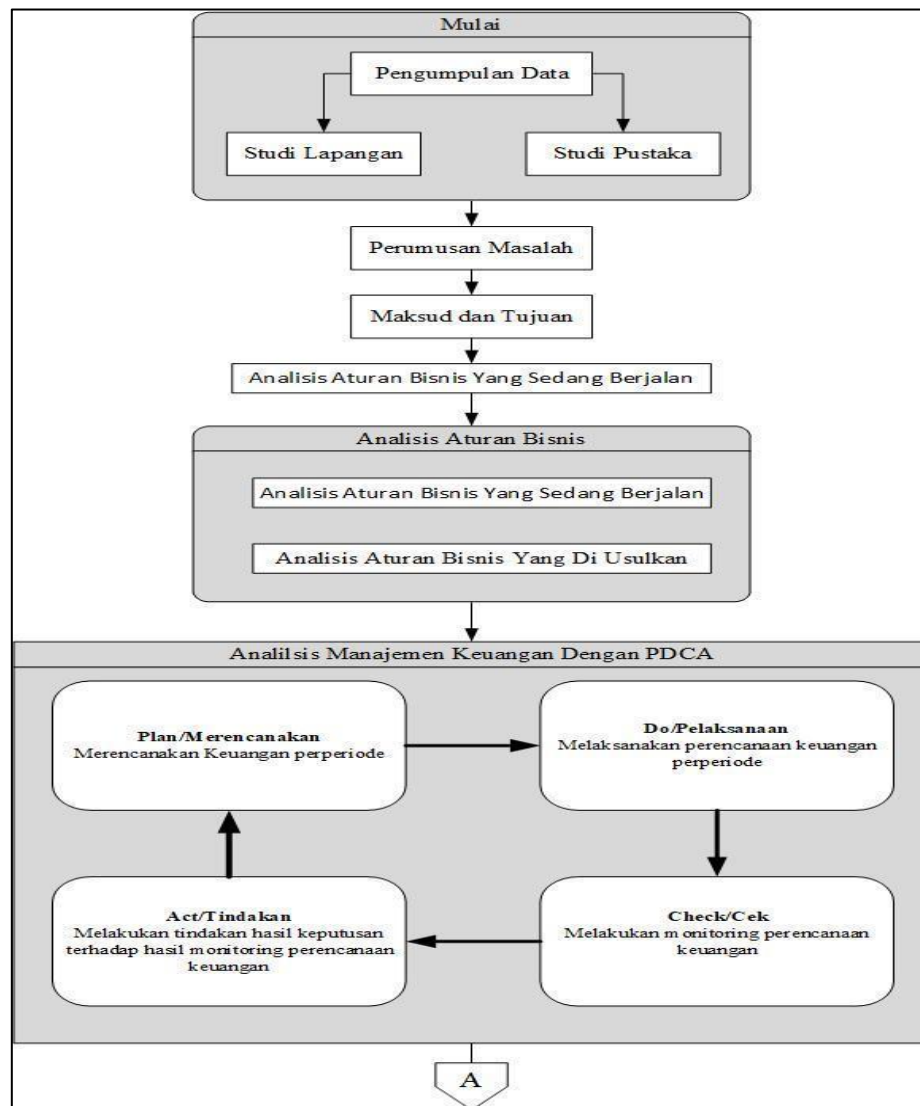 Mulai
Pengumpulan Data
Studi Lapangan
Studi Pustaka
Perumusan Masalah
Maksud dan Tujuan
Analisis Aturan Bisnis Yang Sedang Berjalan
Analisis Aturan Bisnis
Analisis Aturan Bisnis Yang Sedang Berjalan
Analisis Aturan Bisnis Yang Di Usulkan
Analilsis Manajemen Keuangan Dengan PDCA
Plan/Merencanakan
Merencanakan Keuangan perperiode
Do/Pelaksanaan
Melaksanakan perencanaan keuangan
perperiode
Act/Tindakan
Melakukan tindakan hasil keputusan
terhadap hasil monitoring perencanaan
keuangan
Check/Cek
Melakukan monitoring perencanaan
keuangan
A